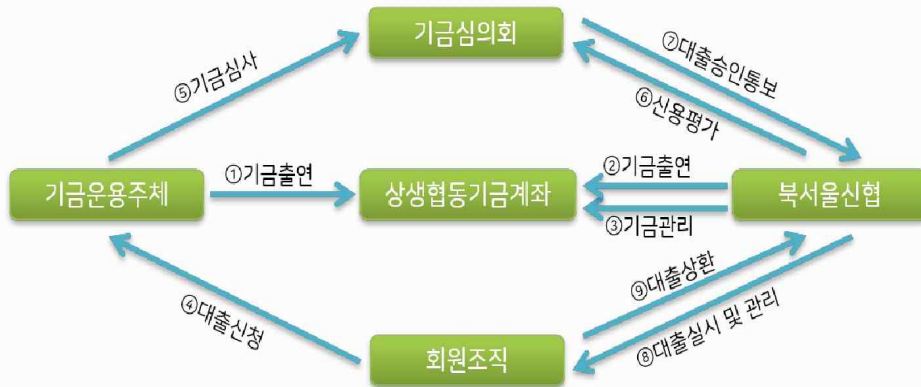 기금심의회
⑤기금심사
⑦대출승인통보
⑥신용평가
기금운용주체
①기금출연
상생협동기금계좌
②기금출연
③기금관리
북서울신협
④대출신청
⑨대출상환
⑧대출실시 및 관리
회원조직